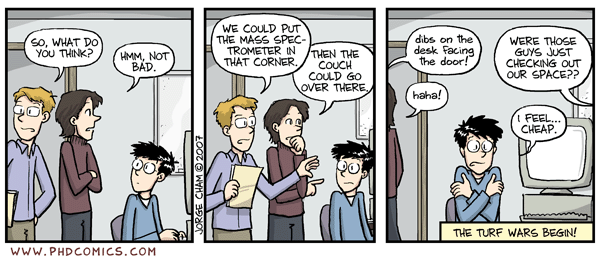 SO, WHAT DO
YOU THINK?
HMM, NOT
BAD.
JORGE CHAM © 2007
WE COULD PUT
THE MASS SPEC-
TROMETER IN
THAT CORNER.
THEN THE
COUCH
COULD GO
OVER THERE.
dibs on the
desk facing
the door!
haha!
WERE THOSE
GUYS JUST
CHECKING OUT
OUR SPACE??
I FEEL...
CHEAP.
THE TURF WARS BEGIN!
WWW.PHDCOMICS.COM